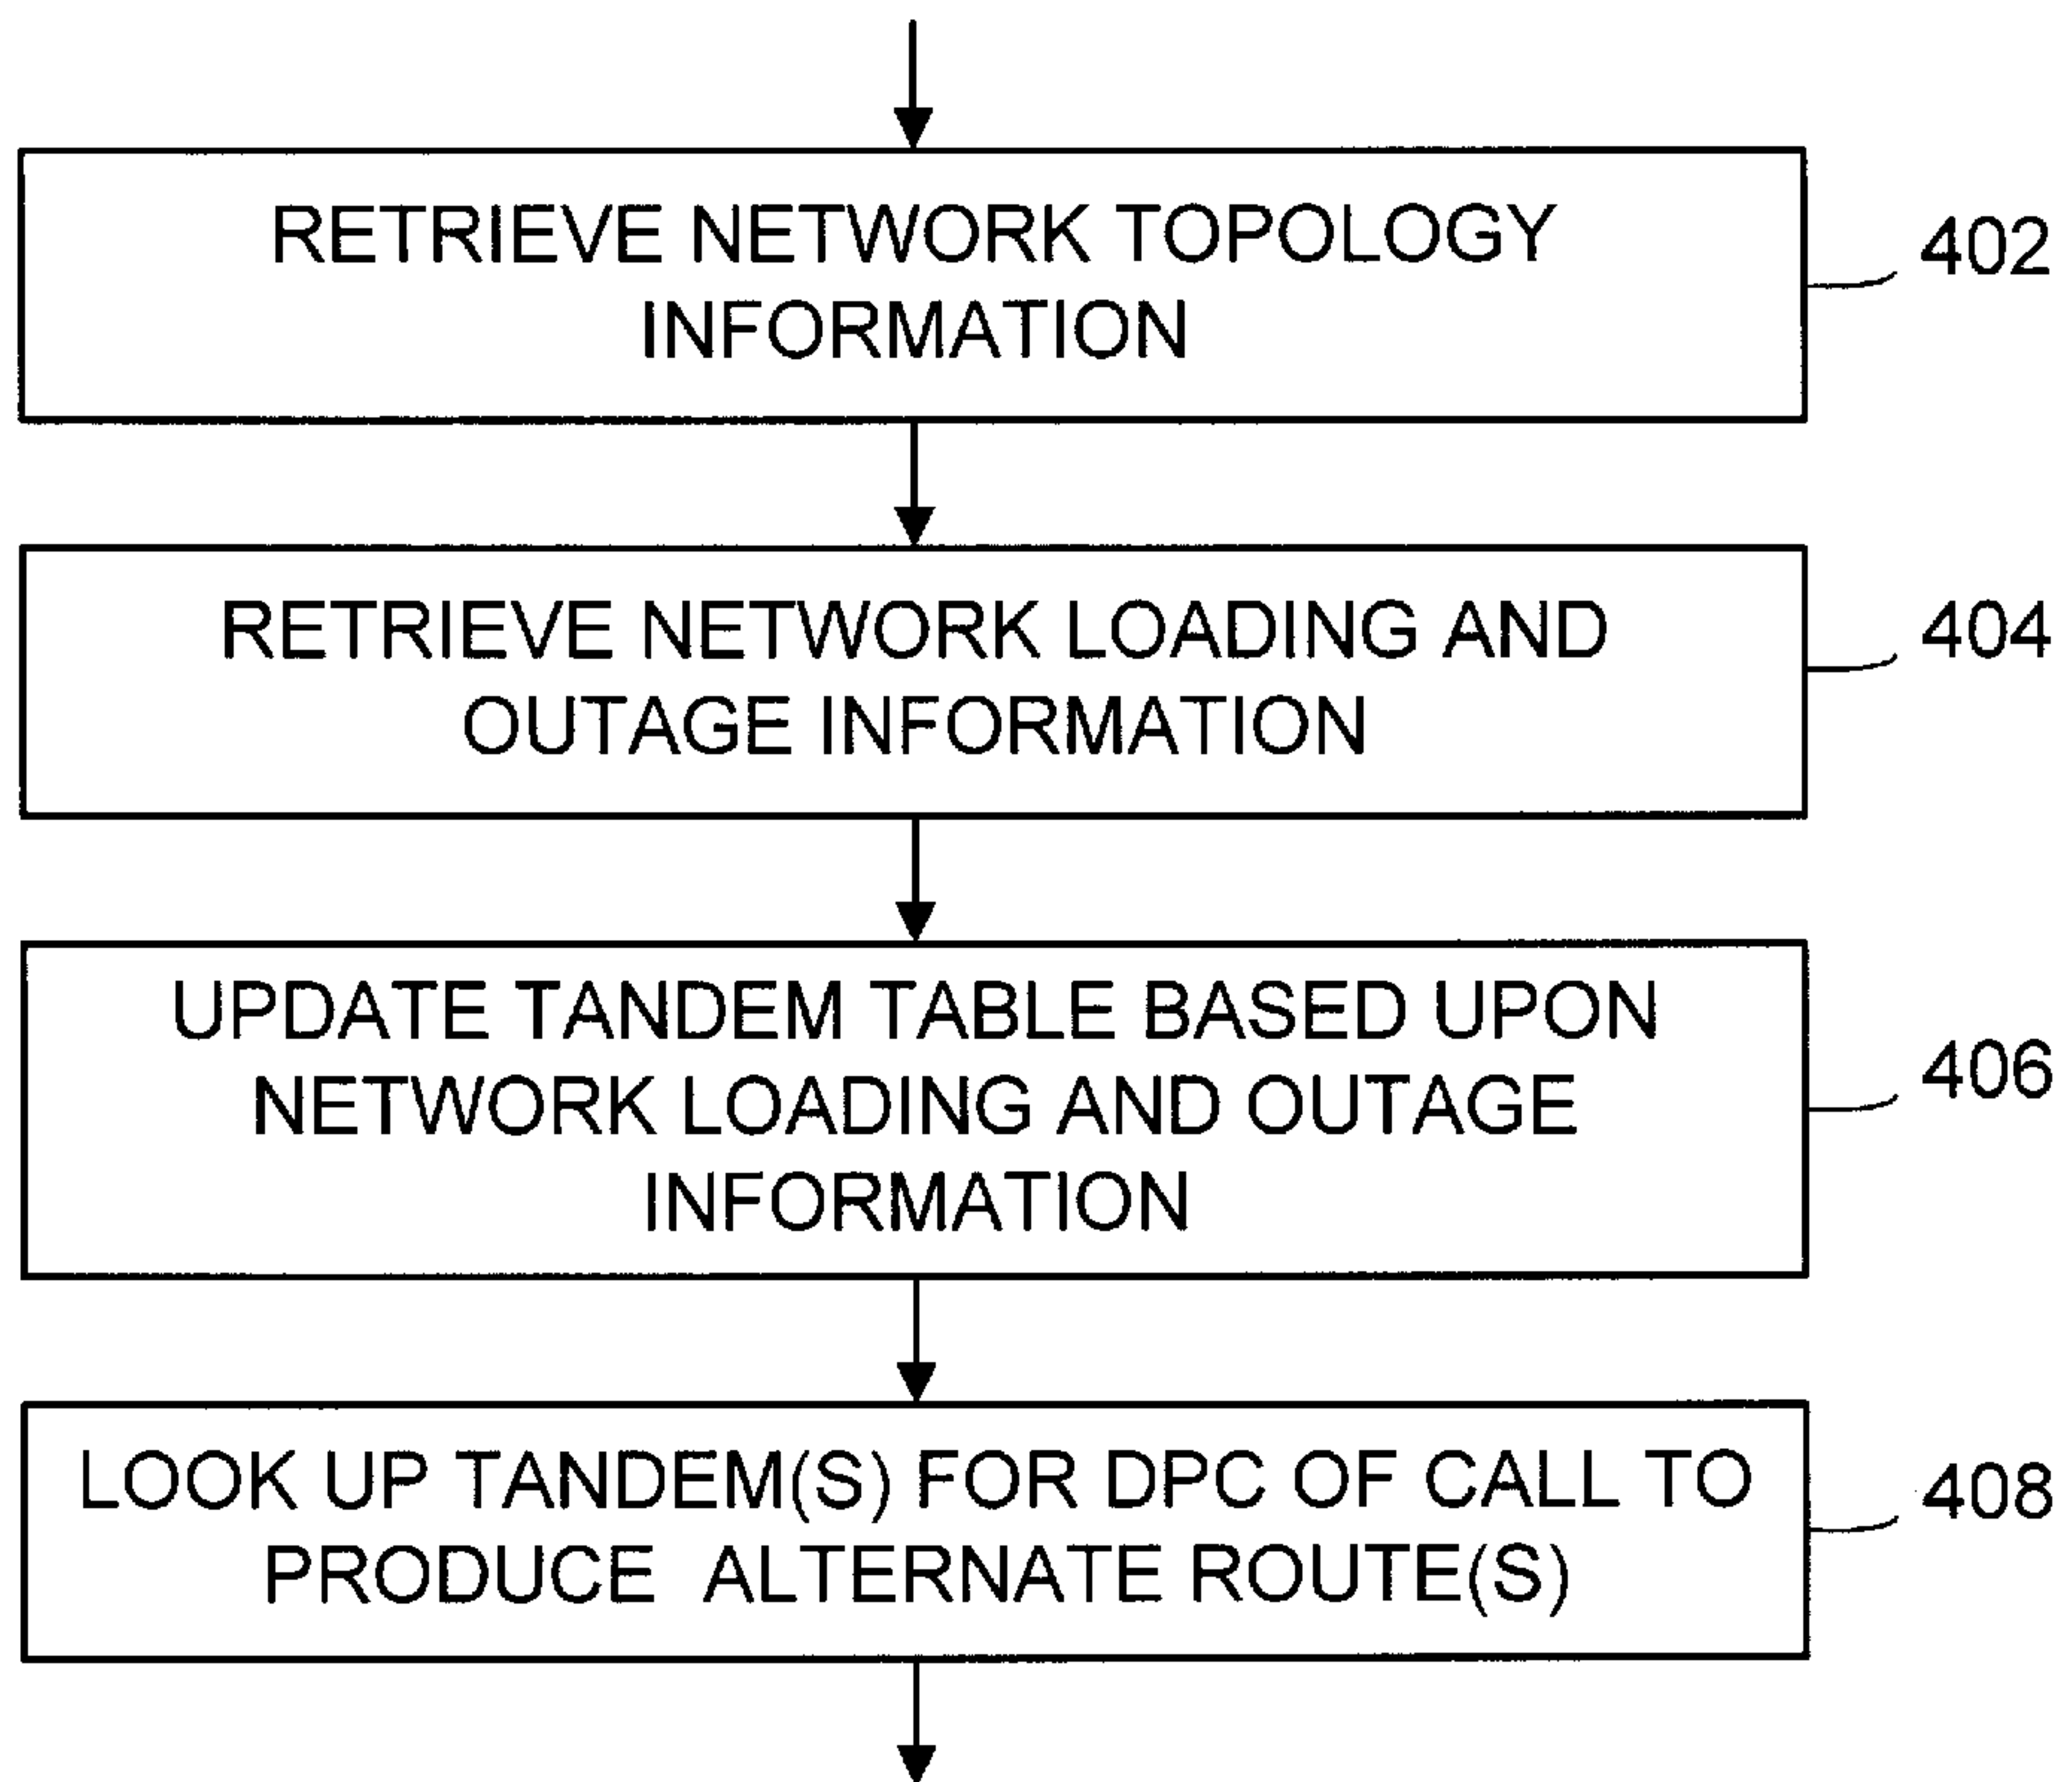 RETRIEVE NETWORK TOPOLOGY
INFORMATION
402
RETRIEVE NETWORK LOADING AND
OUTAGE INFORMATION
404
UPDATE TANDEM TABLE BASED UPON
NETWORK LOADING AND OUTAGE
INFORMATION
406
LOOK UP TANDEM(S) FOR DPC OF CALL TO
PRODUCE ALTERNATE ROUTE(S)
408